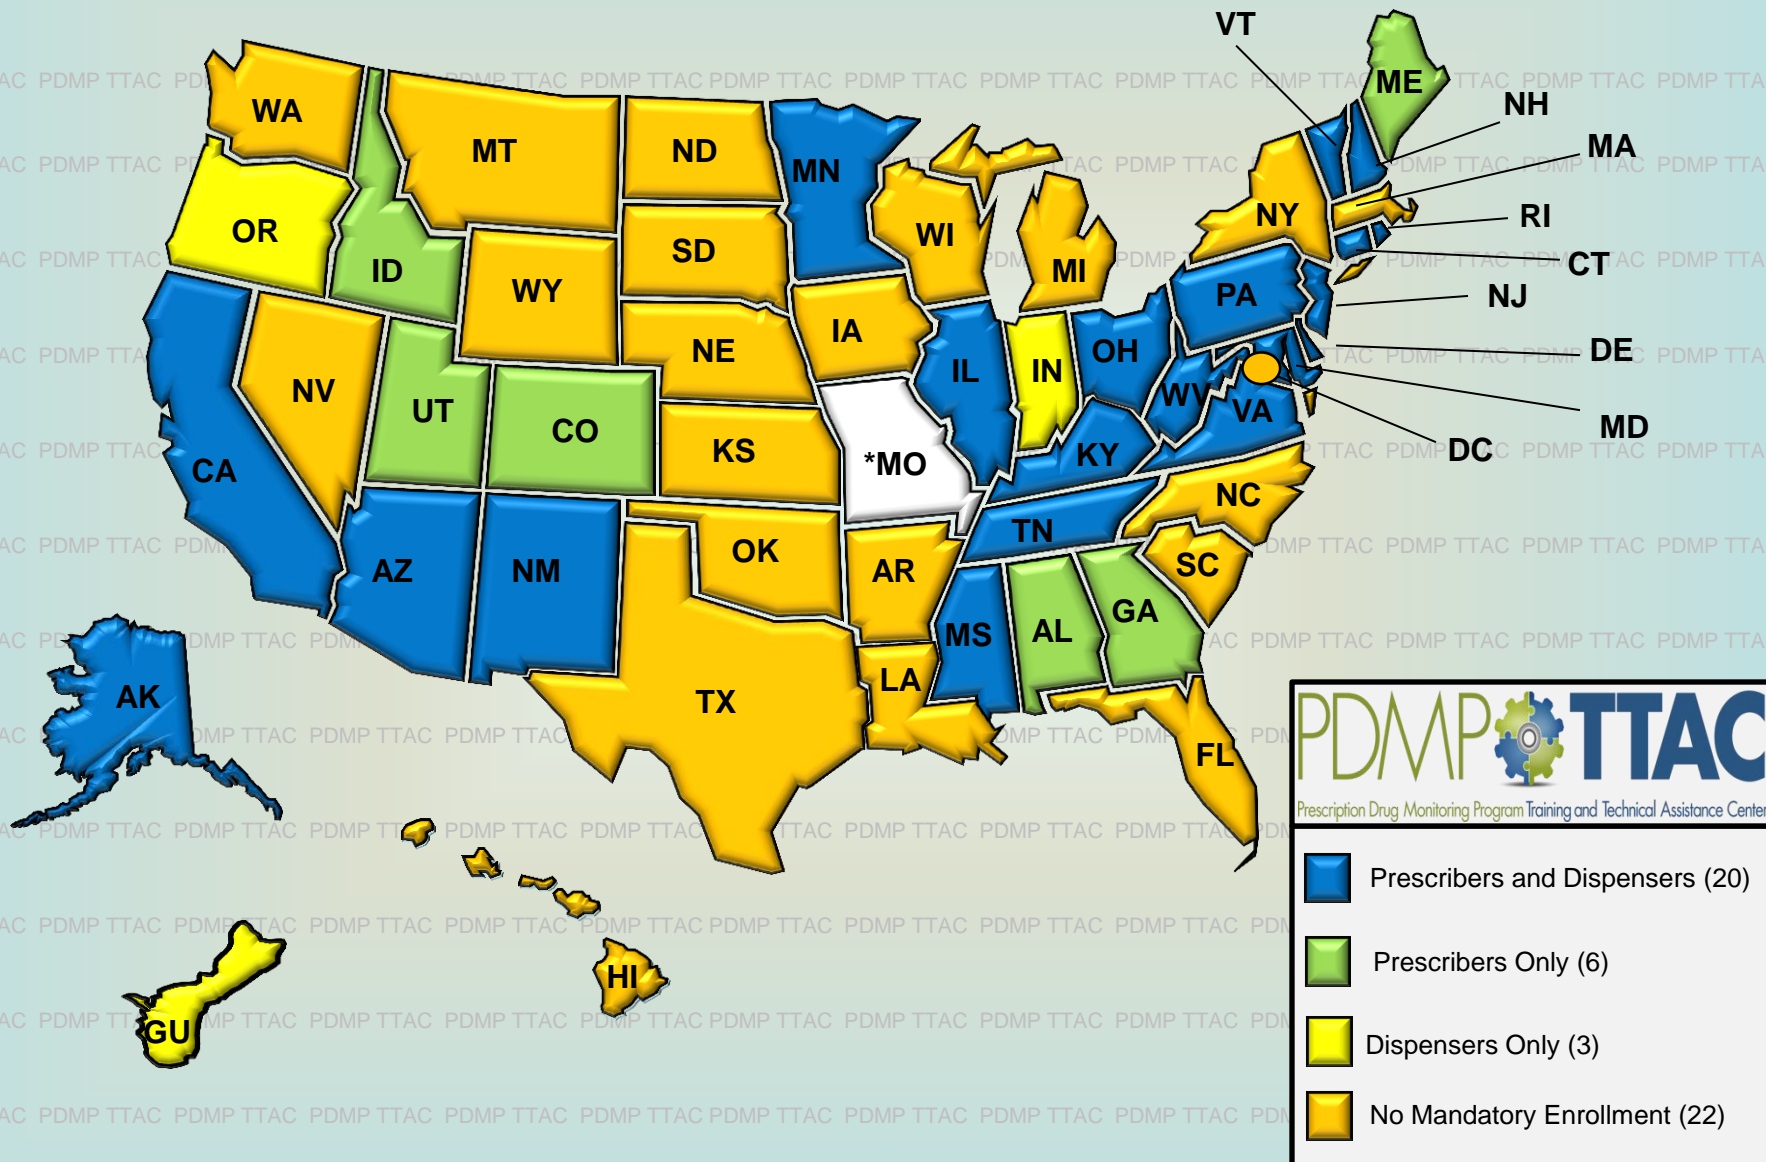 VT
ME
NH
WA
MA
MT
ND
MN
RI
OR
NY
WI
SD
CT
ID
MI
WY
PA
NJ
IA
NE
OH
DE
IL
IN
NV
WV
UT
VA
CO
MD
KS
DC
*MO
KY
CA
NC
TN
OK
SC
AZ
NM
AR
GA
MS
AL
LA
AK
TX
FL
HI
GU
PDMP TTAC
Prescription Drug Monitoring Program Training and Technical Assistance Center
Prescribers and Dispensers (20)
Prescribers Only (6)
Dispensers Only (3)
No Mandatory Enrollment (22)